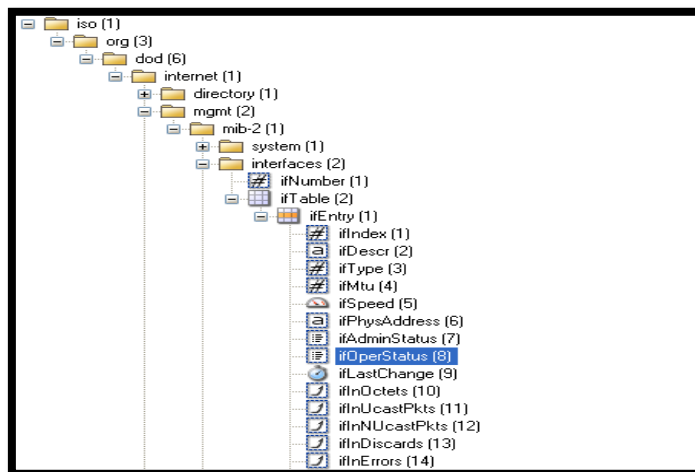 iso (1)
org (3)
dod (6)
internet (1)
directory (1)
mgmt (2)
mib-2 (1)
system (1)
interfaces (2)
ifNumber (1)
ifTable (2)
ifEntry (1)
ifIndex (1)
ifDescr (2)
ifType (3)
ifMtu (4)
ifSpeed (5)
ifPhysAddress (6)
ifAdminStatus (7)
ifOperStatus (8)
ifLastChange (9)
ifInOctets (10)
ifInUcastPkts (11)
ifInNUcastPkts (12)
ifInDiscards (13)
ifInErrors (14)